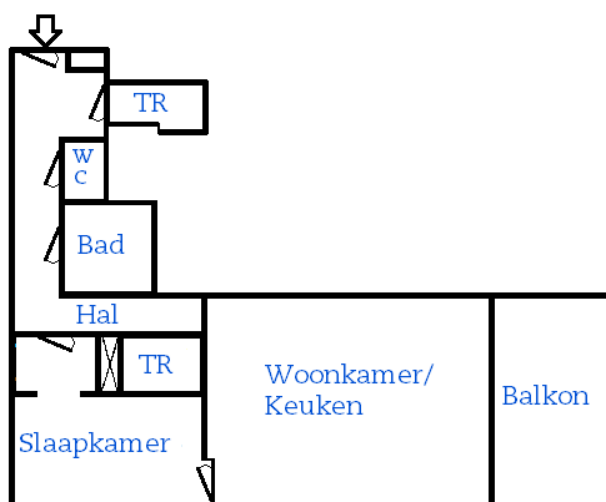 TR
W
C
Bad
Hal
TR
Woonkamer/
Keuken
Balkon
Slaapkamer